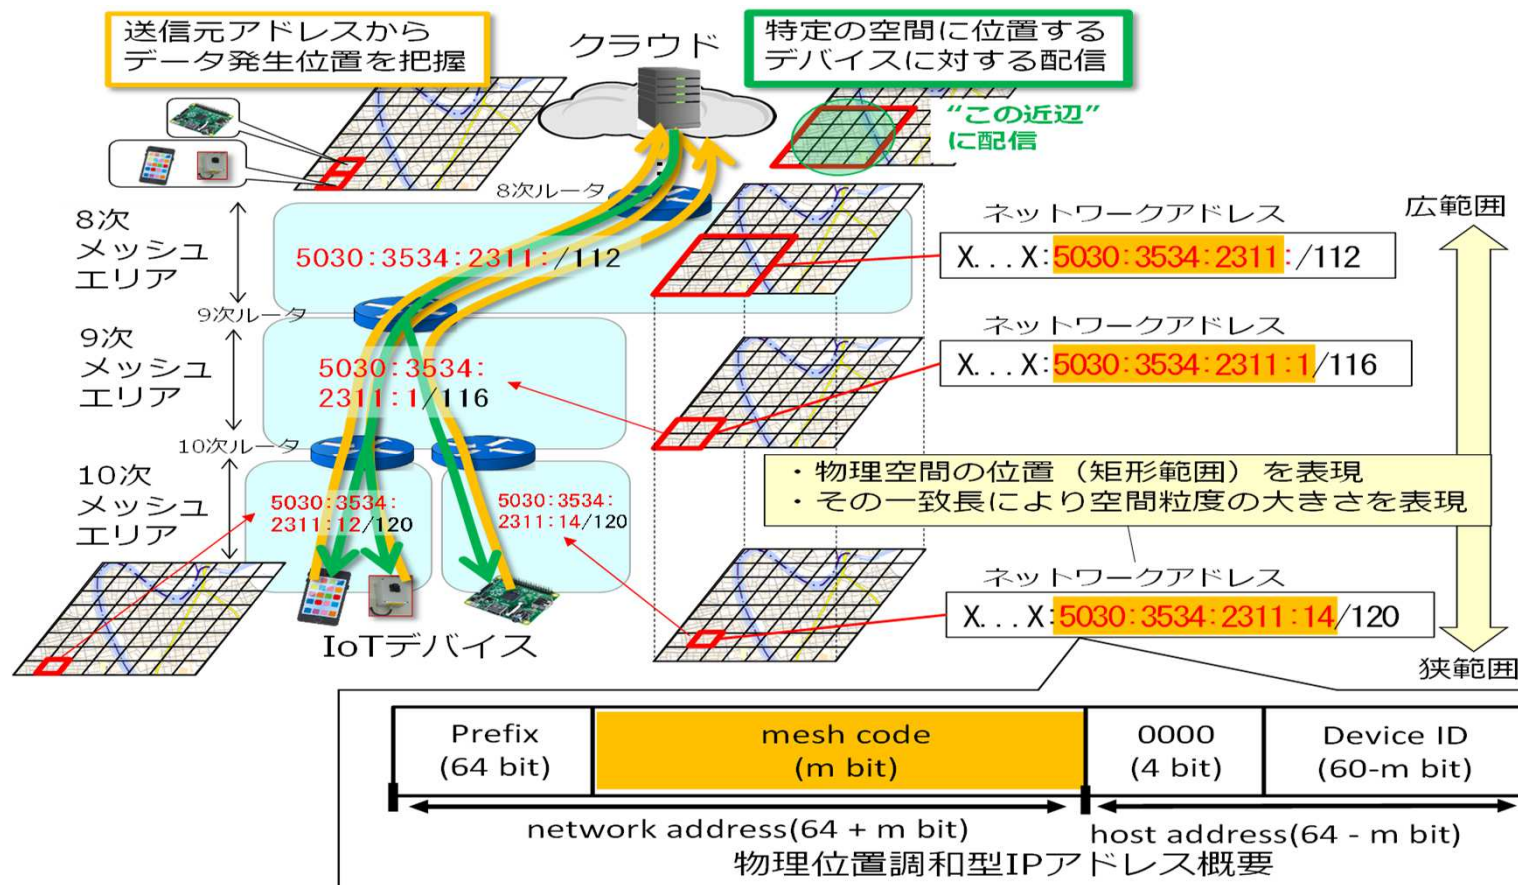 送信元アドレスから
データ発生位置を把握
クラウド
特定の空間に位置する
デバイスに対する配信
“この近辺”
に配信
8次ルータ
8次
メッシュ
エリア
5030:3534:2311:/112
ネットワークアドレス
X...X:5030:3534:2311:/112
広範囲
9次ルータ
9次
メッシュ
エリア
5030:3534:
2311:1/116
ネットワークアドレス
X...X:5030:3534:2311:1/116
10次ルータ
10次
メッシュ
エリア
5030:3534:
2311:12/120
5030:3534:
2311:14/120
・物理空間の位置（矩形範囲）を表現
・その一致長により空間粒度の大きさを表現
ネットワークアドレス
X...X:5030:3534:2311:14/120
狭範囲
IoTデバイス
Prefix
(64 bit)
mesh code
(m bit)
0000
(4 bit)
Device ID
(60-m bit)
network address(64 + m bit)
host address(64 - m bit)
物理位置調和型IPアドレス概要